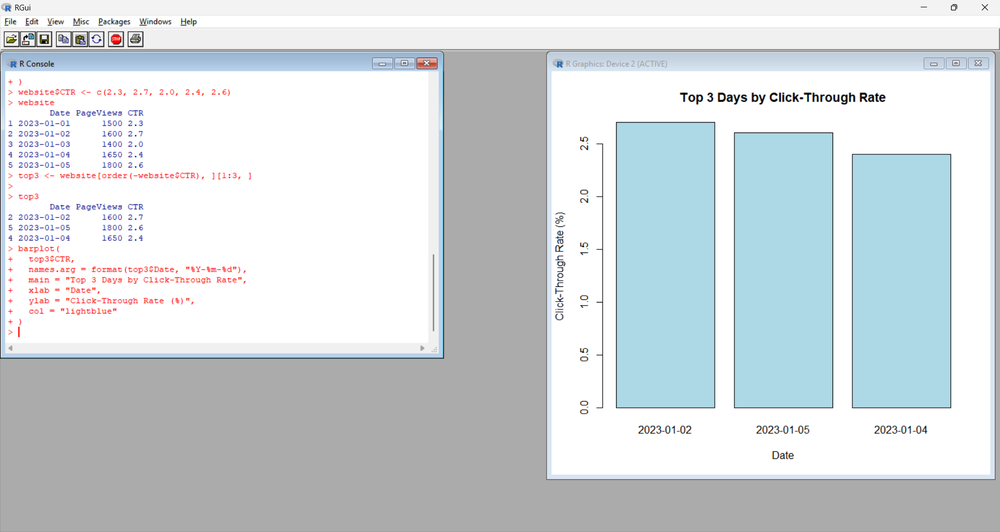 RGui
File Edit View Misc Packages Windows Help
STOP
R Console
+ )
> website$CTR <- c(2.3, 2.7, 2.0, 2.4, 2.6)
> website
        Date PageViews CTR
1 2023-01-01      1500 2.3
2 2023-01-02      1600 2.7
3 2023-01-03      1400 2.0
4 2023-01-04      1650 2.4
5 2023-01-05      1800 2.6
> top3 <- website[order(-website$CTR), ][1:3, ]
>
> top3
        Date PageViews CTR
2 2023-01-02      1600 2.7
5 2023-01-05      1800 2.6
4 2023-01-04      1650 2.4
> barplot(
+   top3$CTR,
+   names.arg = format(top3$Date, "%Y-%m-%d"),
+   main = "Top 3 Days by Click-Through Rate",
+   xlab = "Date",
+   ylab = "Click-Through Rate (%)",
+   col = "lightblue"
+ )
>
R Graphics: Device 2 (ACTIVE)
Top 3 Days by Click-Through Rate
Click-Through Rate (%)
2.5
2.0
1.5
1.0
0.5
0.0
2023-01-02 2023-01-05 2023-01-04
Date